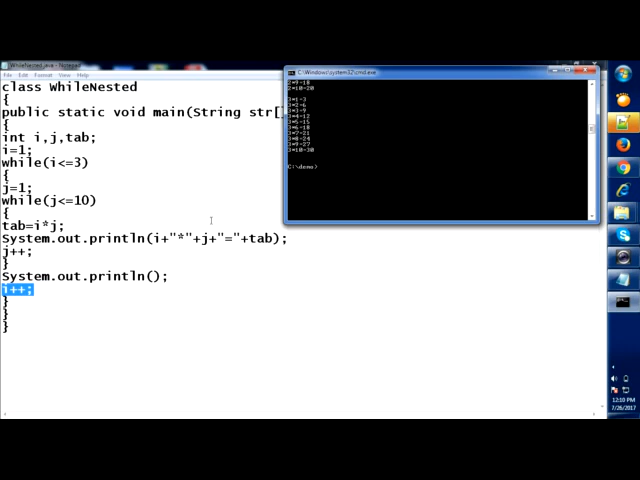 WhileNested.java - Notepad
File Edit Format View Help
class WhileNested
{
public static void main(String str[
{
int i,j,tab;
i=1;
while(i<=3)
{
j=1;
while(j<=10)
{
tab=i*j;
System.out.println(i+"*"+j+"="+tab);
j++;
}
System.out.println();
i++;
}
}
}
C:\Windows\system32\cmd.exe
2*9=18
2*10=20
3*1=3
3*2=6
3*3=9
3*4=12
3*5=15
3*6=18
3*7=21
3*8=24
3*9=27
3*10=30
C:\demo>
12:10 PM
7/26/2017